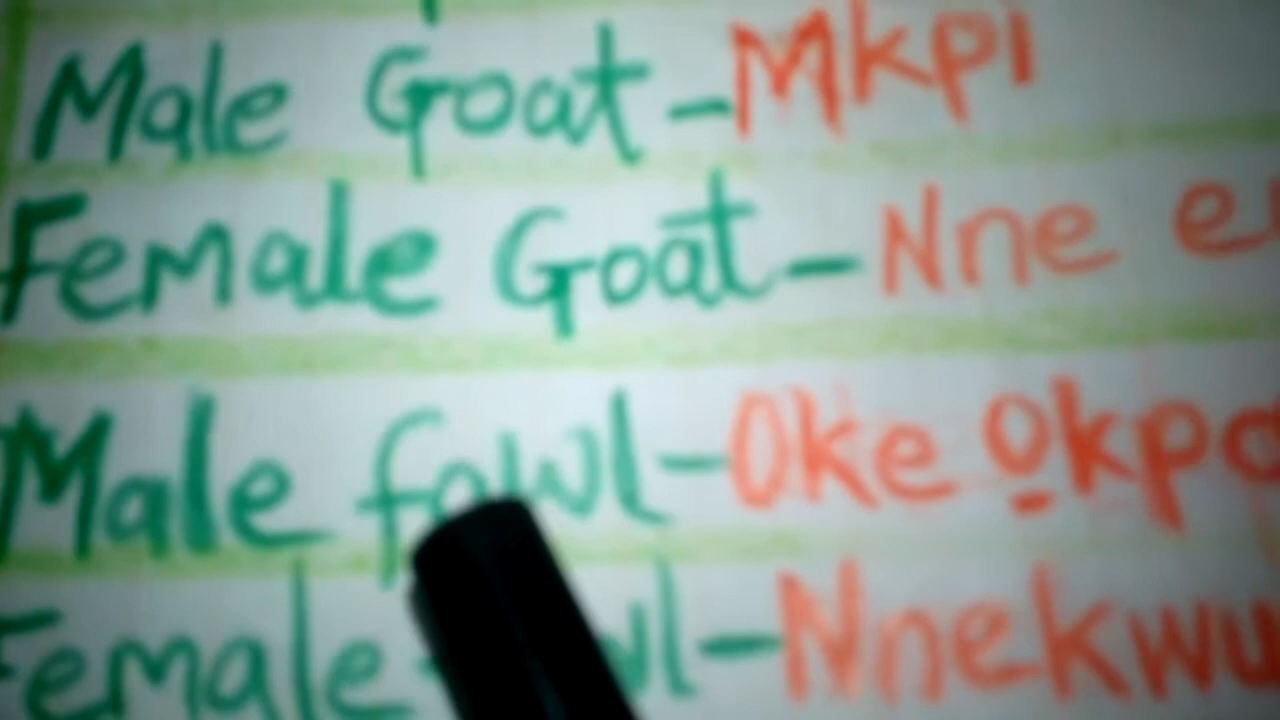 Male Goat - Mkpi
Female Goat - Nne
Male fowl - Oke
Female - Nnekwu